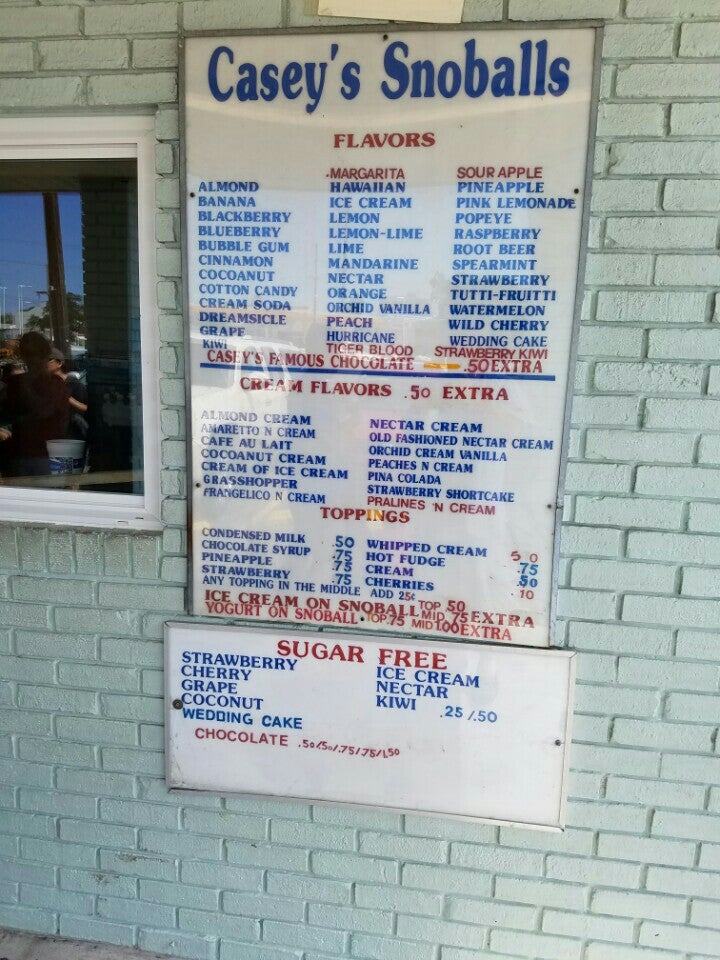 Casey's Snoballs
FLAVORS
ALMOND
BANANA
BLACKBERRY
BLUEBERRY
BUBBLE GUM
CINNAMON
COCOANUT
COTTON CANDY
CREAM SODA
DREAMSICLE
GRAPE
KIWI
MARGARITA
HAWAIIAN
ICE CREAM
LEMON
LEMON-LIME
LIME
MANDARINE
NECTAR
ORANGE
ORCHID VANILLA
PEACH
HURRICANE
TIGER BLOOD
SOUR APPLE
PINEAPPLE
PINK LEMONADE
POPEYE
RASPBERRY
ROOT BEER
SPEARMINT
STRAWBERRY
TUTTI-FRUITTI
WATERMELON
WILD CHERRY
WEDDING CAKE
STRAWBERRY KIWI
CASEY'S FAMOUS CHOCOLATE .50 EXTRA
CREAM FLAVORS .50 EXTRA
ALMOND CREAM
AMARETTO N CREAM
CAFE AU LAIT
COCOANUT CREAM
CREAM OF ICE CREAM
GRASSHOPPER
FRANGELICO N CREAM
NECTAR CREAM
OLD FASHIONED NECTAR CREAM
ORCHID CREAM VANILLA
PEACHES N CREAM
PINA COLADA
STRAWBERRY SHORTCAKE
PRALINES 'N CREAM
TOPPINGS
CONDENSED MILK .50
CHOCOLATE SYRUP .75
PINEAPPLE .75
STRAWBERRY .75
WHIPPED CREAM 50
HOT FUDGE .75
CREAM .50
CHERRIES .10
ANY TOPPING IN THE MIDDLE ADD 25¢
ICE CREAM ON SNOBALL TOP .50 MID .75 EXTRA
YOGURT ON SNOBALL TOP .75 MID 1.00 EXTRA
SUGAR FREE
STRAWBERRY
CHERRY
GRAPE
COCONUT
WEDDING CAKE
ICE CREAM
NECTAR
KIWI .25/.50
CHOCOLATE .50/.50/.75/.75/1.50